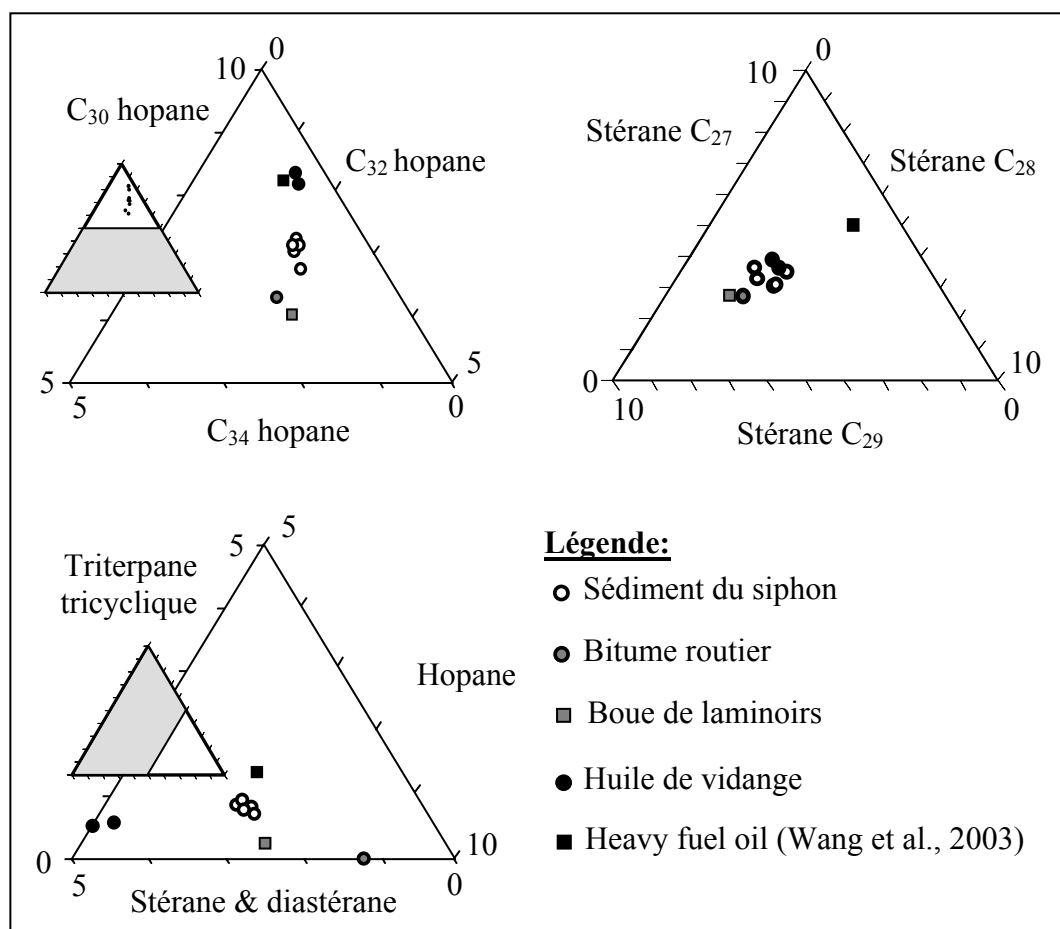 0
10
C₃₀ hopane
C₃₂ hopane
5
5
5
0
C₃₄ hopane
0
10
Stérane C₂₇
Stérane C₂₈
0
10
10
0
Stérane C₂₉
5
5
Triterpane
tricyclique
Hopane
0
5
10
0
Stérane & diastérane
Légende:
Sédiment du siphon
Bitume routier
Boue de laminoirs
Huile de vidange
Heavy fuel oil (Wang et al., 2003)